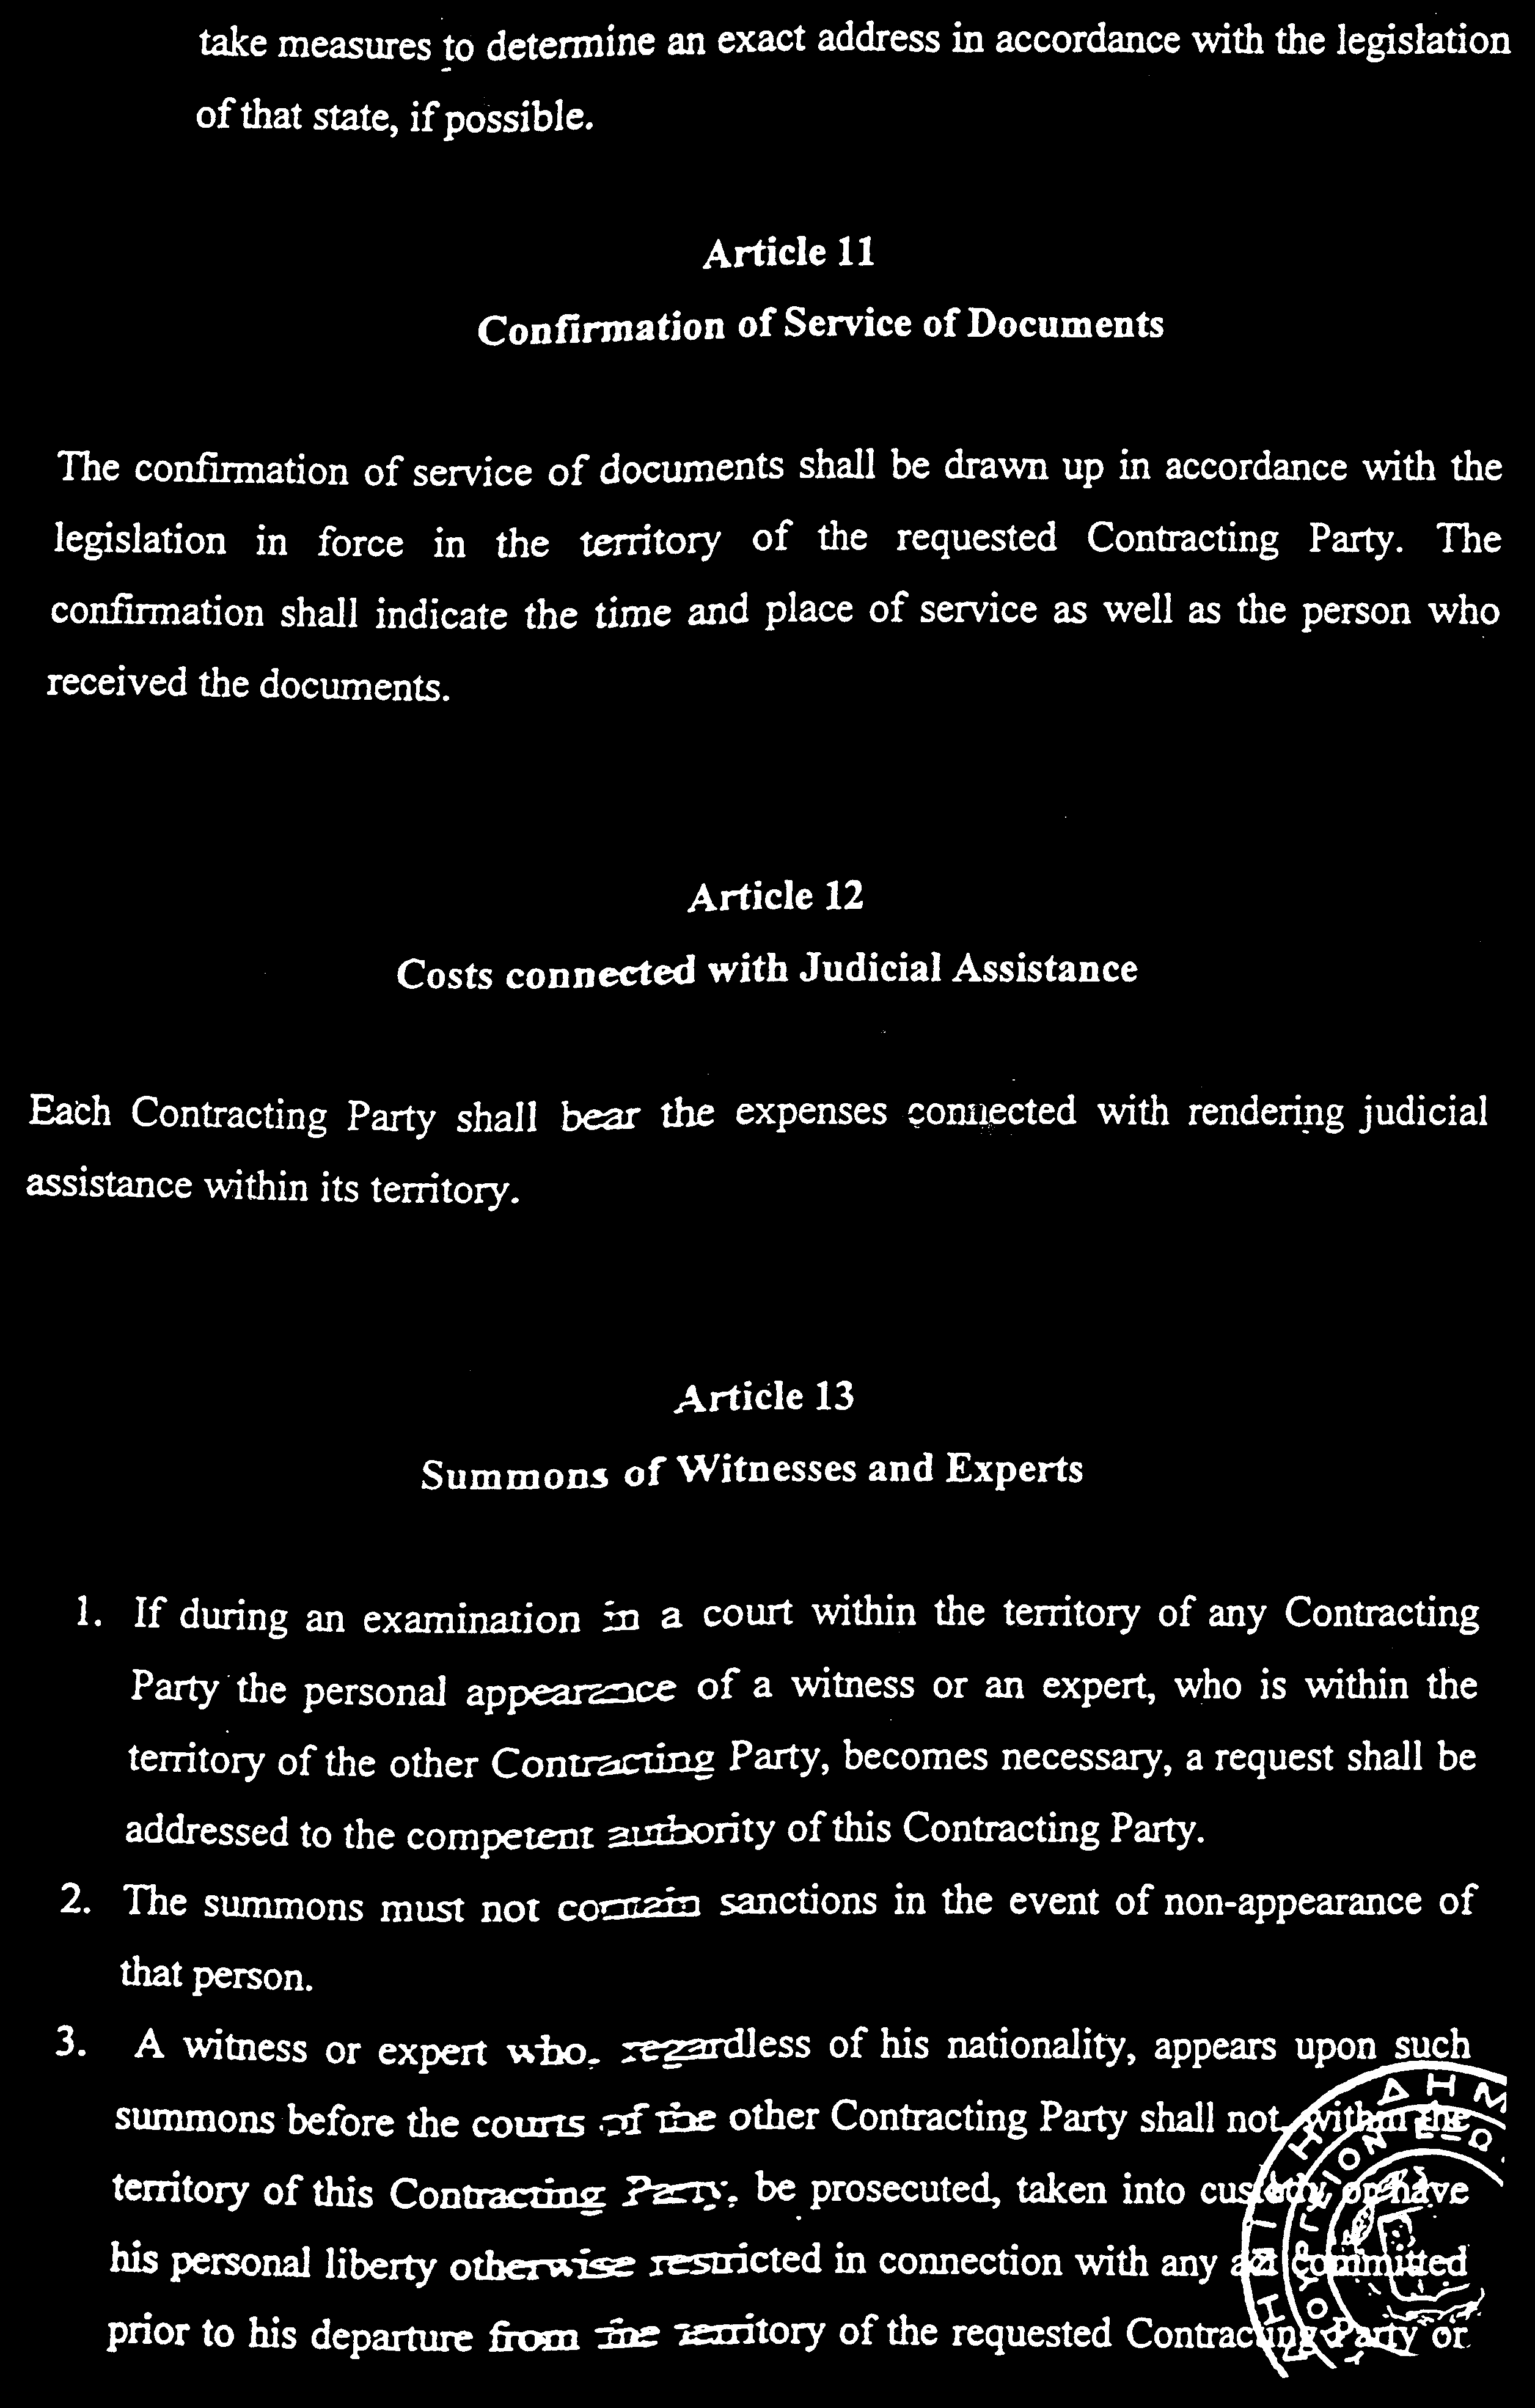 take measures to determine an exact address in accordance with the legislation
of that state, if possible.
Article 11
Confirmation of Service of Documents
The confirmation of service of documents shall be drawn up in accordance with the
legislation in force in the territory of the requested Contracting Party. The
confirmation shall indicate the time and place of service as well as the person who
received the documents.
Article 12
Costs connected with Judicial Assistance
Each Contracting Party shall bear the expenses connected with rendering judicial
assistance within its territory.
Article 13
Summons of Witnesses and Experts
1. If during an examination in a court within the territory of any Contracting
Party the personal appearance of a witness or an expert, who is within the
territory of the other Contracting Party, becomes necessary, a request shall be
addressed to the competent authority of this Contracting Party.
2. The summons must not contain sanctions in the event of non-appearance of
that person.
3. A witness or expert who, regardless of his nationality, appears upon such
summons before the courts of the other Contracting Party shall not, within the
territory of this Contracting Party, be prosecuted, taken into custody, or have
his personal liberty otherwise restricted in connection with any act committed
prior to his departure from the territory of the requested Contracting Party or